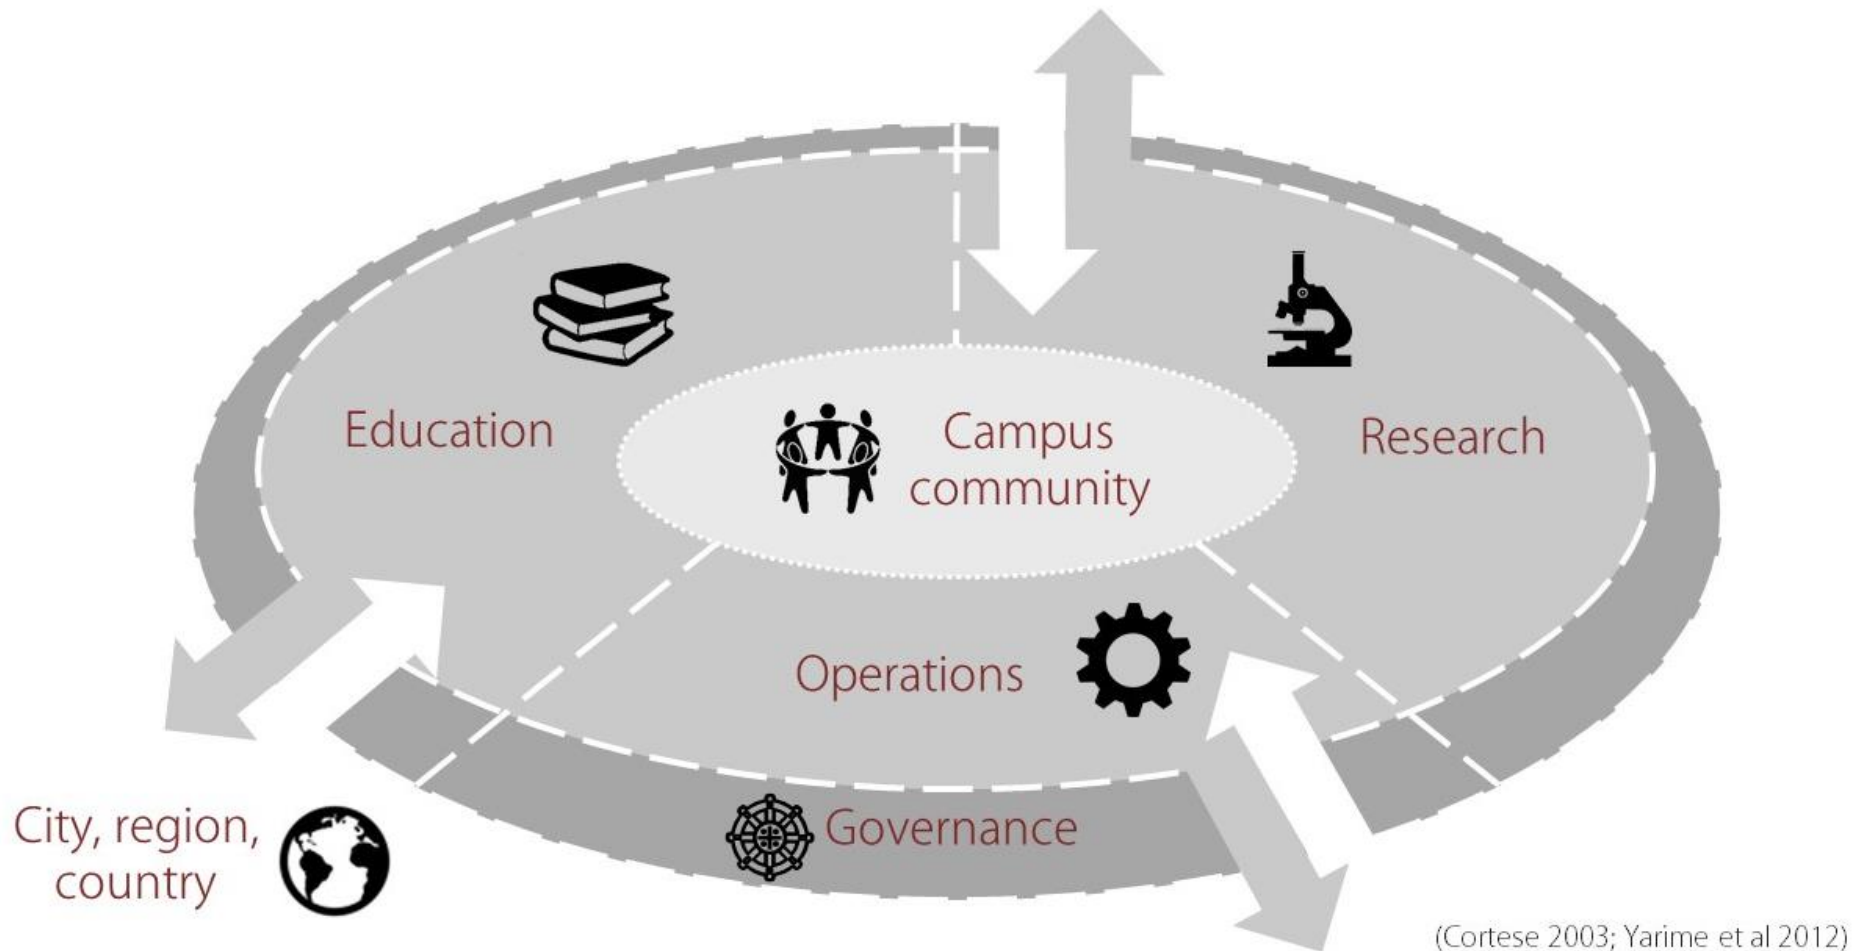 Education
Campus
community
Research
Operations
Governance
City, region,
country
(Cortese 2003; Yarime et al 2012)